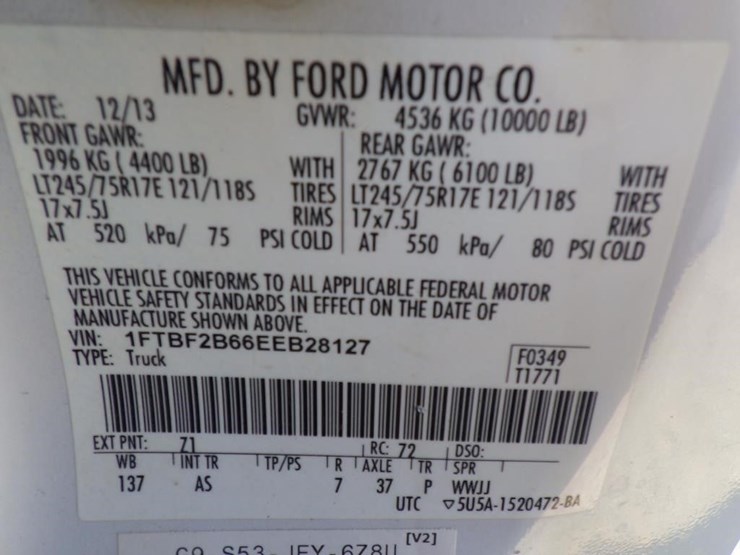 MFD. BY FORD MOTOR CO.
DATE: 12/13 GVWR: 4536 KG (10000 LB)
FRONT GAWR: REAR GAWR:
1996 KG ( 4400 LB) WITH 2767 KG ( 6100 LB) WITH
LT245/75R17E 121/118S TIRES LT245/75R17E 121/118S TIRES
17x7.5J RIMS 17x7.5J RIMS
AT 520 kPa/ 75 PSI COLD AT 550 kPa/ 80 PSI COLD
THIS VEHICLE CONFORMS TO ALL APPLICABLE FEDERAL MOTOR
VEHICLE SAFETY STANDARDS IN EFFECT ON THE DATE OF
MANUFACTURE SHOWN ABOVE.
VIN: 1FTBF2B66EEB28127
TYPE: Truck
F0349
T1771
EXT PNT: Z1 RC: 72 DSO:
WB INT TR TP/PS R AXLE TR SPR
137 AS 7 37 P WWJJ
UTC ▽5U5A-1520472-BA
[V2]